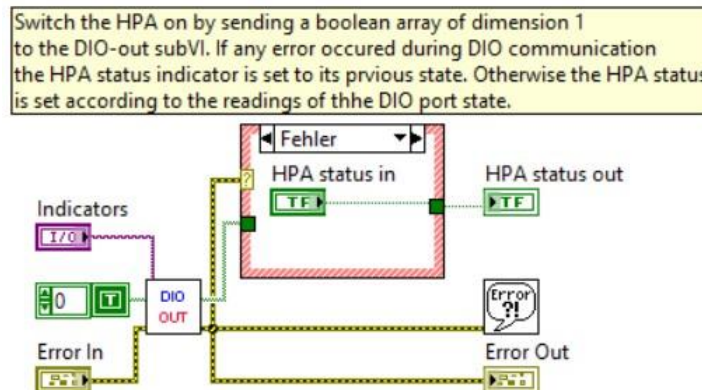 Switch the HPA on by sending a boolean array of dimension 1
to the DIO-out subVI. If any error occured during DIO communication
the HPA status indicator is set to its prvious state. Otherwise the HPA status
is set according to the readings of thhe DIO port state.
Fehler
?
HPA status in
HPA status out
TF
TF
Indicators
I/O
0
T
DIO
OUT
Error
?!
Error In
Error Out